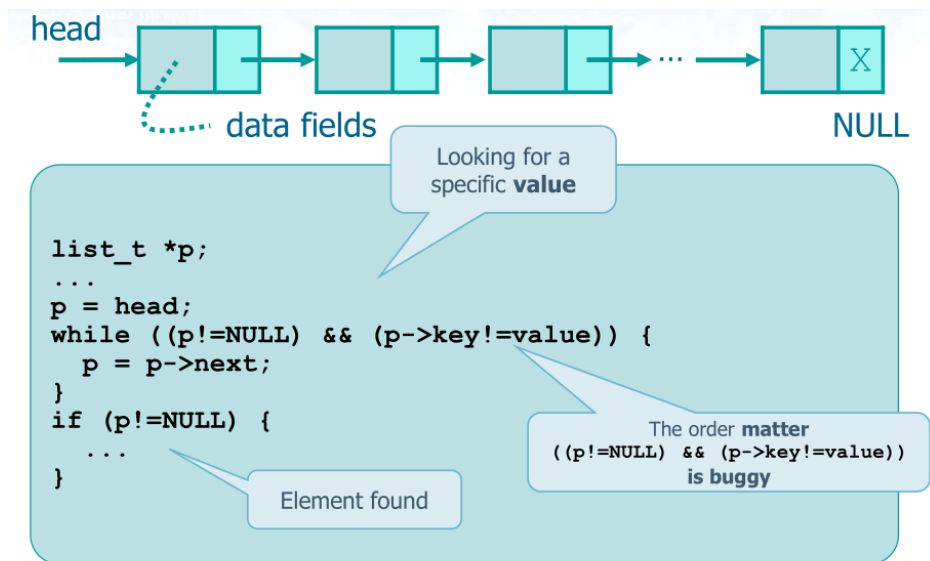 head
X
...
data fields
NULL
Looking for a
specific value
list_t *p;
...
p = head;
while ((p!=NULL) && (p->key!=value)) {
  p = p->next;
}
if (p!=NULL) {
  ...
}
The order matter
((p!=NULL) && (p->key!=value))
is buggy
Element found